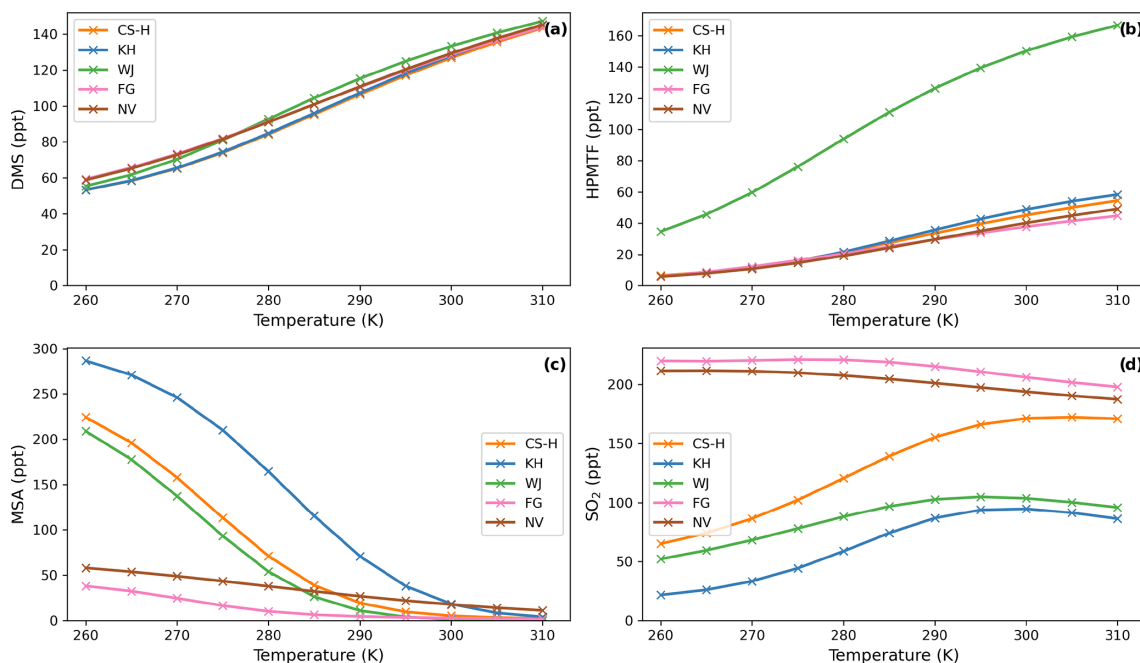 (a)
DMS (ppt)
140
120
100
80
60
40
20
0
CS-H
KH
WJ
FG
NV
260 270 280 290 300 310
Temperature (K)
(b)
HPMTF (ppt)
160
140
120
100
80
60
40
20
0
CS-H
KH
WJ
FG
NV
260 270 280 290 300 310
Temperature (K)
(c)
MSA (ppt)
300
250
200
150
100
50
0
CS-H
KH
WJ
FG
NV
260 270 280 290 300 310
Temperature (K)
(d)
SO₂ (ppt)
200
150
100
50
0
CS-H
KH
WJ
FG
NV
260 270 280 290 300 310
Temperature (K)